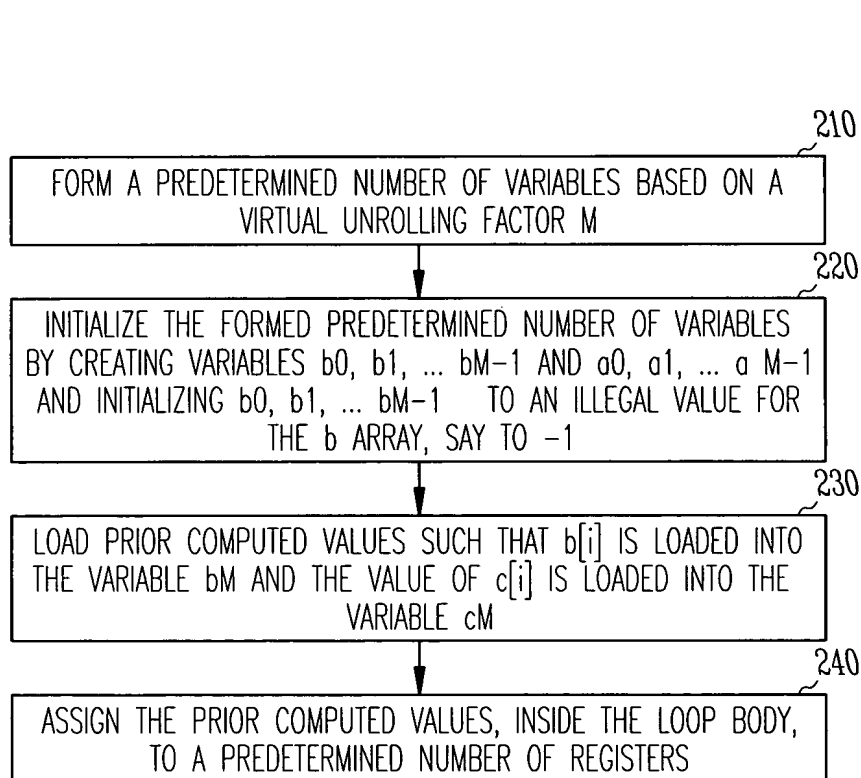 210
FORM A PREDETERMINED NUMBER OF VARIABLES BASED ON A
VIRTUAL UNROLLING FACTOR M
220
INITIALIZE THE FORMED PREDETERMINED NUMBER OF VARIABLES
BY CREATING VARIABLES b0, b1, ... bM-1 AND a0, a1, ... a M-1
AND INITIALIZING b0, b1, ... bM-1 TO AN ILLEGAL VALUE FOR
THE b ARRAY, SAY TO -1
230
LOAD PRIOR COMPUTED VALUES SUCH THAT b[i] IS LOADED INTO
THE VARIABLE bM AND THE VALUE OF c[i] IS LOADED INTO THE
VARIABLE cM
240
ASSIGN THE PRIOR COMPUTED VALUES, INSIDE THE LOOP BODY,
TO A PREDETERMINED NUMBER OF REGISTERS